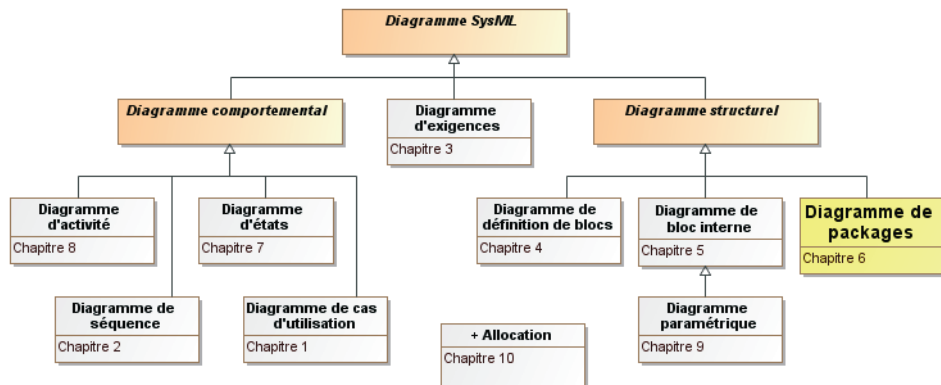 Diagramme SysML
Diagramme comportemental
Diagramme
d'exigences
Chapitre 3
Diagramme structurel
Diagramme
d'activité
Chapitre 8
Diagramme
d'états
Chapitre 7
Diagramme de
définition de blocs
Chapitre 4
Diagramme de
bloc interne
Chapitre 5
Diagramme de
packages
Chapitre 6
Diagramme de
séquence
Chapitre 2
Diagramme de cas
d'utilisation
Chapitre 1
+ Allocation
Chapitre 10
Diagramme
paramétrique
Chapitre 9